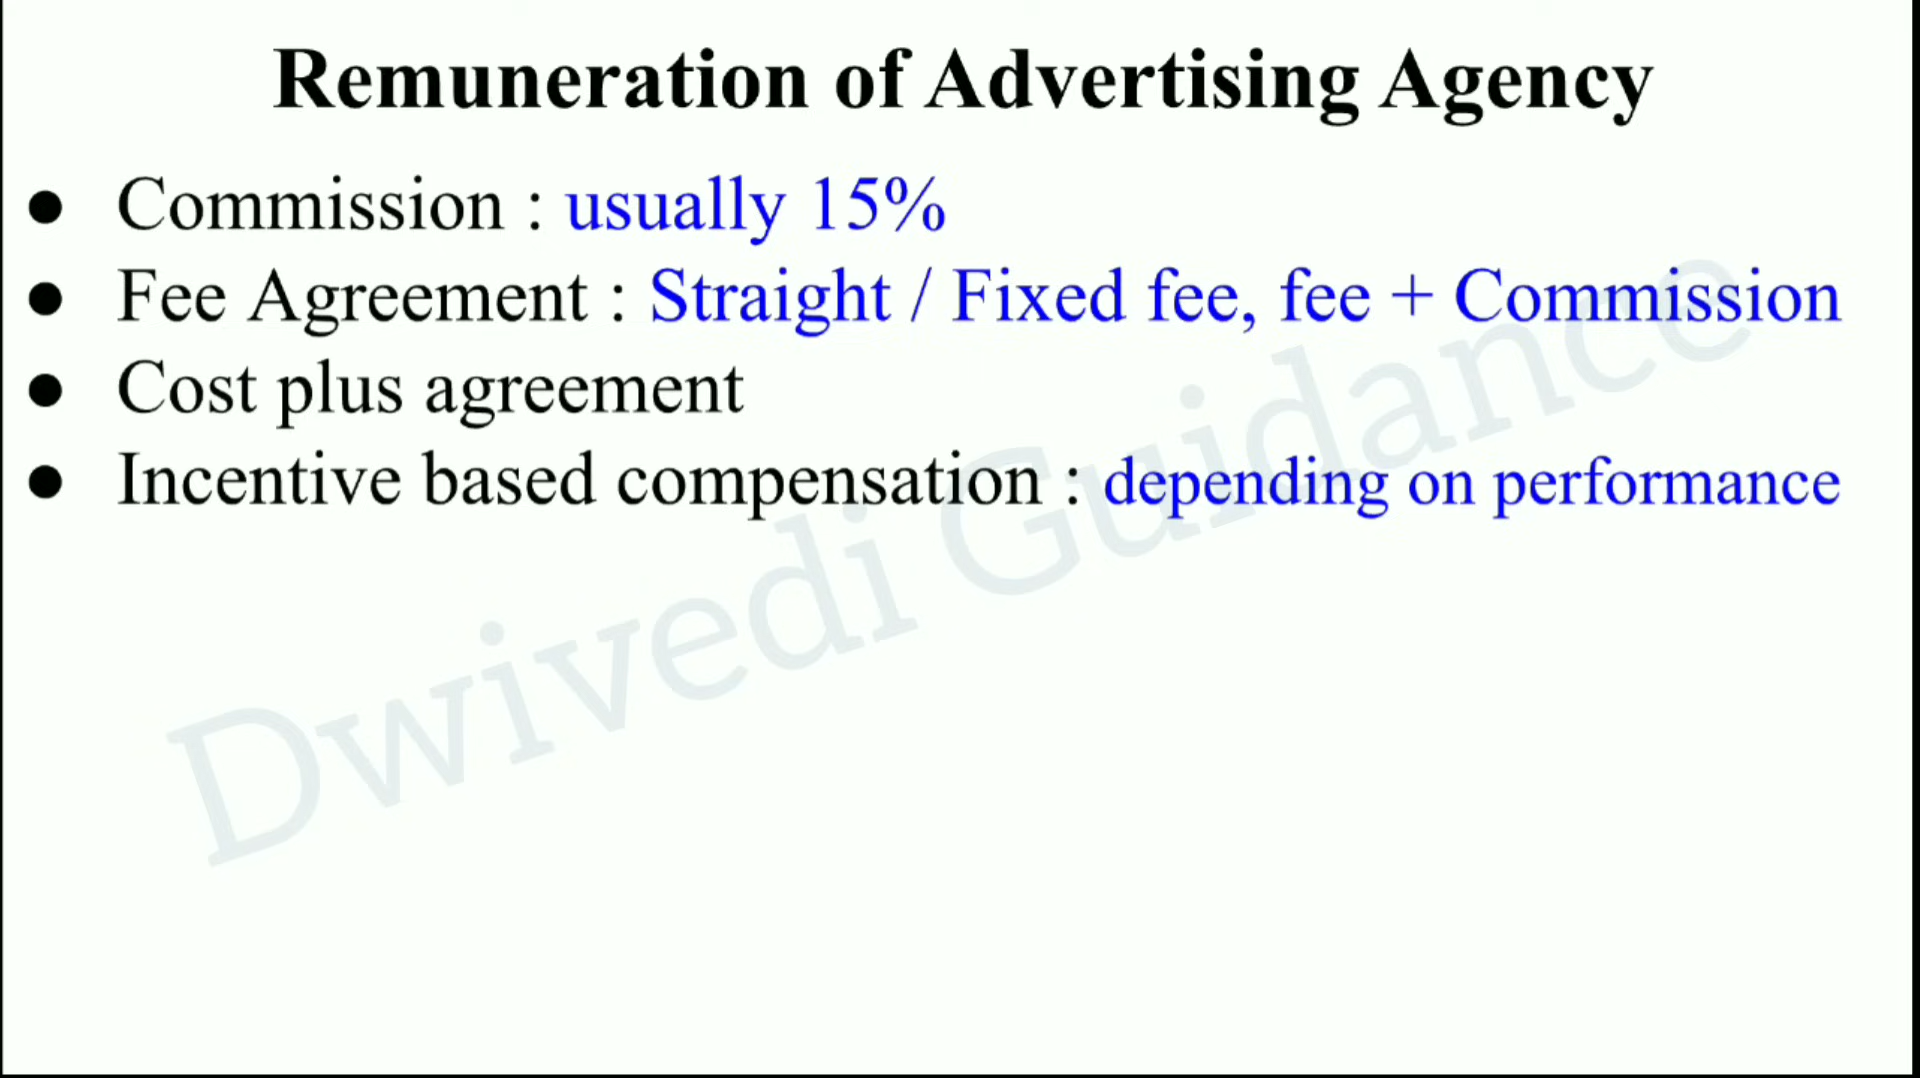 Remuneration of Advertising Agency
● Commission : usually 15%
● Fee Agreement : Straight / Fixed fee, fee + Commission
● Cost plus agreement
● Incentive based compensation : depending on performance
Dwivedi Guidance